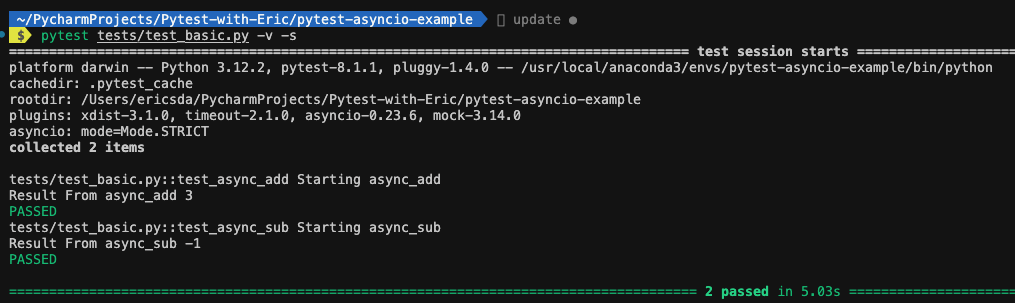 ~/PycharmProjects/Pytest-with-Eric/pytest-asyncio-example update ●
$ pytest tests/test_basic.py -v -s
===================================================================================== test session starts ====================
platform darwin -- Python 3.12.2, pytest-8.1.1, pluggy-1.4.0 -- /usr/local/anaconda3/envs/pytest-asyncio-example/bin/python
cachedir: .pytest_cache
rootdir: /Users/ericsda/PycharmProjects/Pytest-with-Eric/pytest-asyncio-example
plugins: xdist-3.1.0, timeout-2.1.0, asyncio-0.23.6, mock-3.14.0
asyncio: mode=Mode.STRICT
collected 2 items
tests/test_basic.py::test_async_add Starting async_add
Result From async_add 3
PASSED
tests/test_basic.py::test_async_sub Starting async_sub
Result From async_sub -1
PASSED
====================================================================================== 2 passed in 5.03s =====================